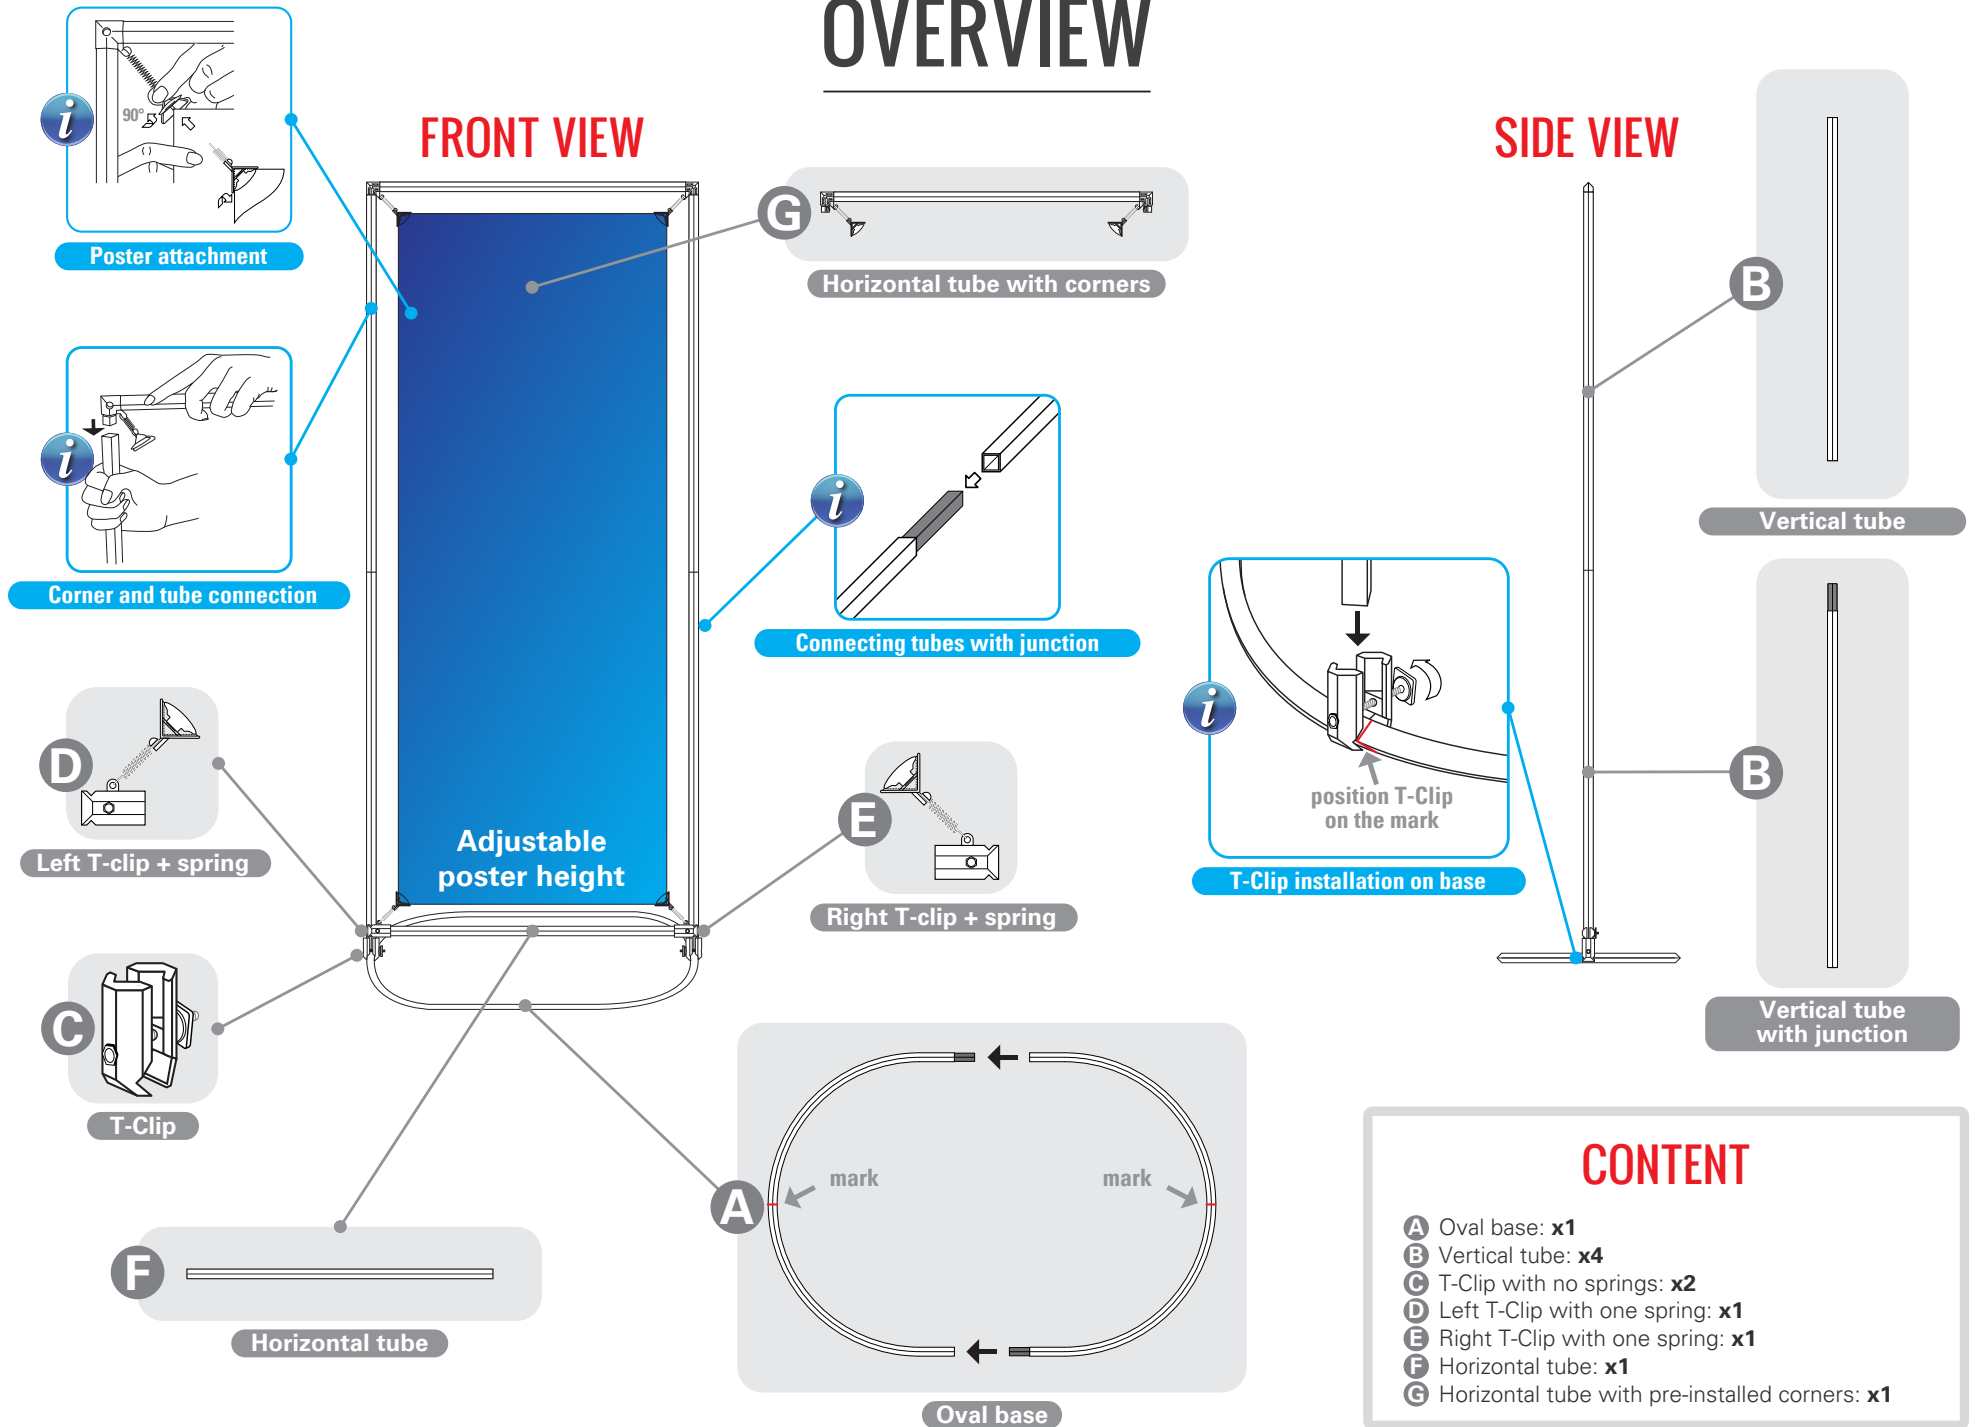 OVERVIEW
FRONT VIEW
SIDE VIEW
90°
i
Poster attachment
G
Horizontal tube with corners
B
Vertical tube
i
Corner and tube connection
i
Connecting tubes with junction
i
position T-Clip
on the mark
T-Clip installation on base
B
Vertical tube
with junction
D
Left T-clip + spring
Adjustable
poster height
E
Right T-clip + spring
C
T-Clip
A
mark
mark
Oval base
F
Horizontal tube
CONTENT
A Oval base: x1
B Vertical tube: x4
C T-Clip with no springs: x2
D Left T-Clip with one spring: x1
E Right T-Clip with one spring: x1
F Horizontal tube: x1
G Horizontal tube with pre-installed corners: x1